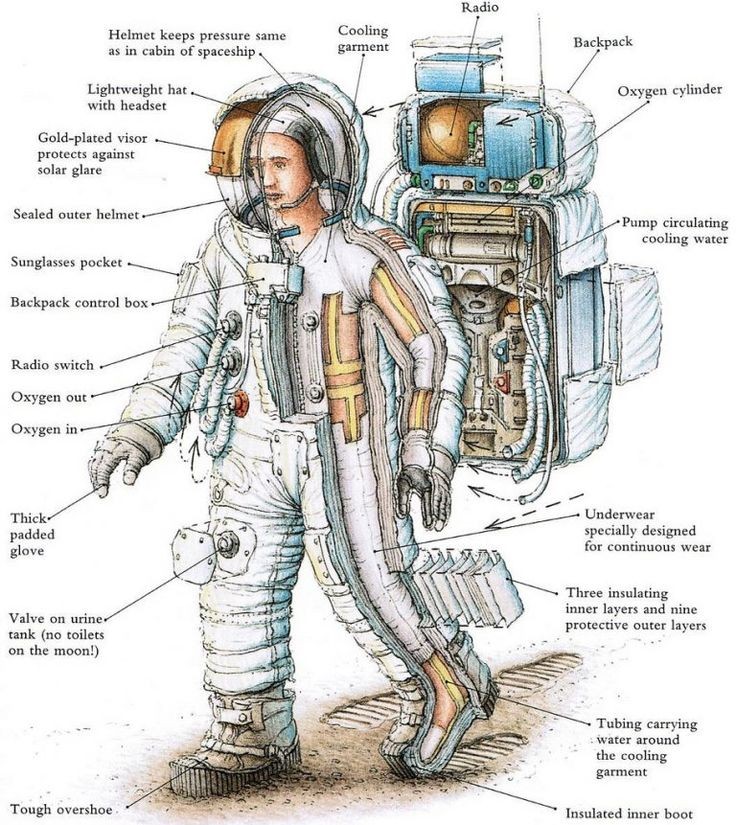 Helmet keeps pressure same
as in cabin of spaceship
Cooling
garment
Radio
Backpack
Lightweight hat
with headset
Oxygen cylinder
Gold-plated visor
protects against
solar glare
Sealed outer helmet
Pump circulating
cooling water
Sunglasses pocket
Backpack control box
Radio switch
Oxygen out
Oxygen in
Thick
padded
glove
Underwear
specially designed
for continuous wear
Valve on urine
tank (no toilets
on the moon!)
Three insulating
inner layers and nine
protective outer layers
Tubing carrying
water around
the cooling
garment
Tough overshoe
Insulated inner boot